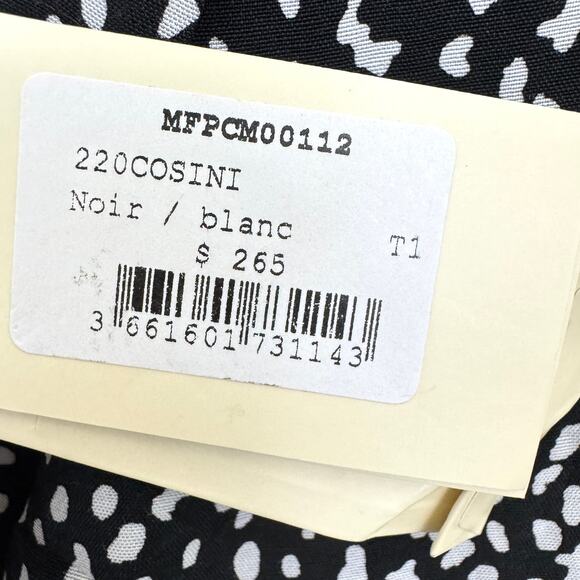 MFPCM00112
220COSINI
Noir / blanc T1
$ 265
3 661601 731143